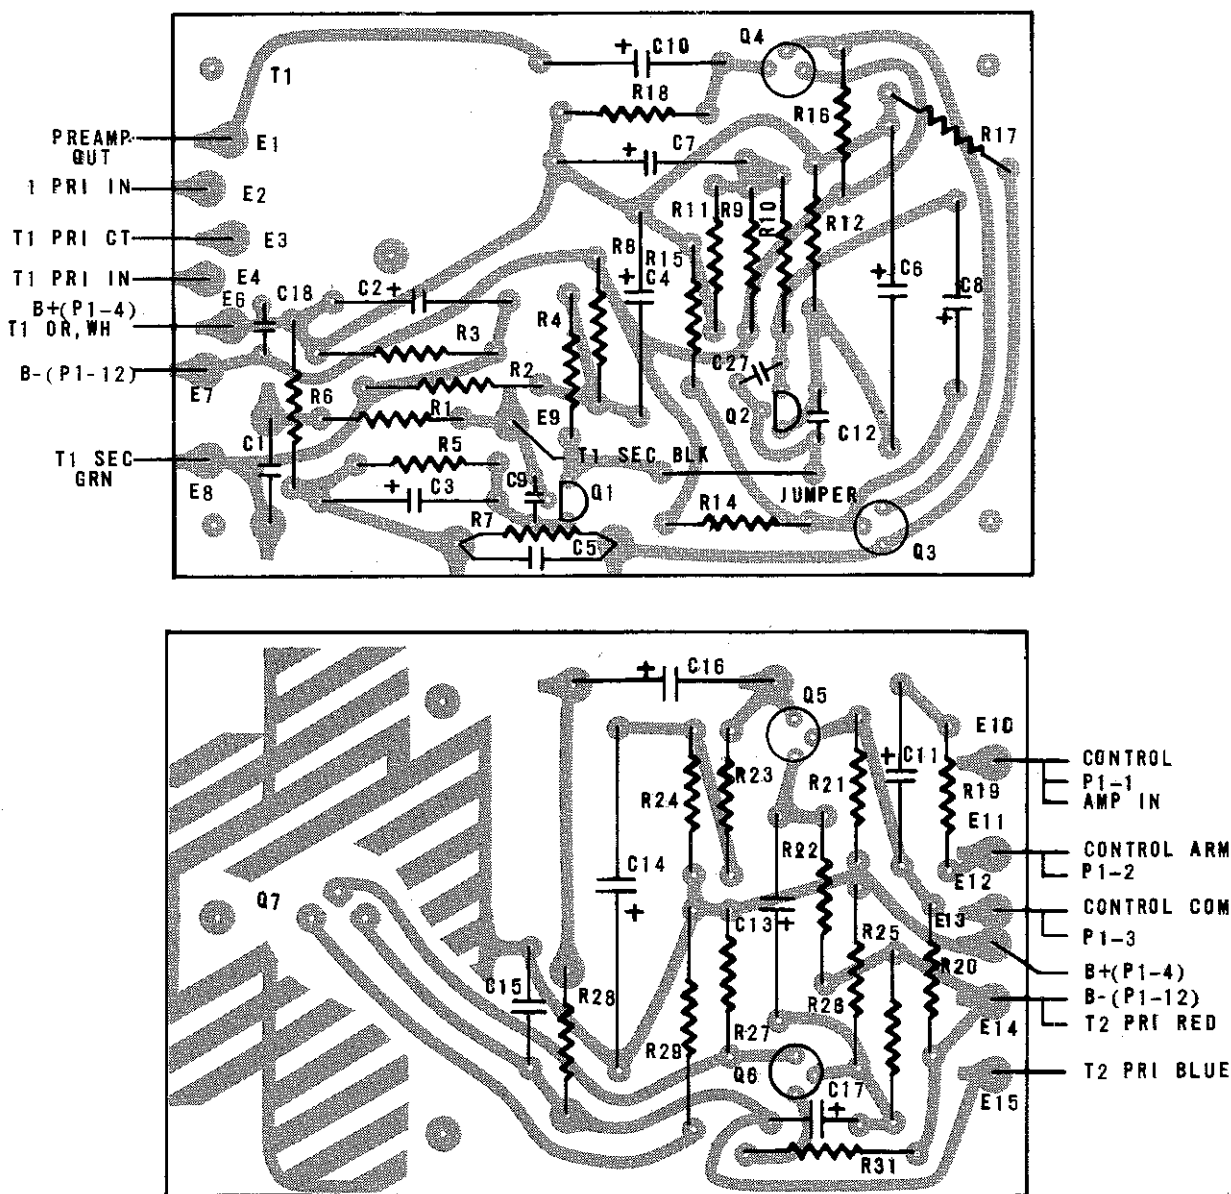 Q4
+ C10
T1
R18
R16
R17
PREAMP.
QUT
E1
+ C7
1 PRI IN
E2
R11
R9
R10
R12
T1 PRI CT
E3
R8
R15
T1 PRI IN
E4
C4
+
+
C6
C8
+
B+(P1-4)
E6
C18
C2 +
T1 OR,WH
R3
R4
B-(P1-12)
E7
R2
C27
R6
R1
E9
Q2
C12
C1
R5
T1 SEC BLK
T1 SEC
GRN
E8
+ C3
C9
Q1
JUMPER
R14
R7
C5
Q3
+ C16
Q5
E10
CONTROL
P1-1
AMP IN
+ C11
R23
R21
R19
R24
E11
R22
CONTROL ARM
P1-2
C14
+
E12
Q7
C13 +
E13
CONTROL COM
P1-3
R25
R20
B+(P1-4)
C15
R28
R26
B-(P1-12)
T2 PRI RED
R27
E14
R29
Q6
C17
+
T2 PRI BLUE
E15
R31